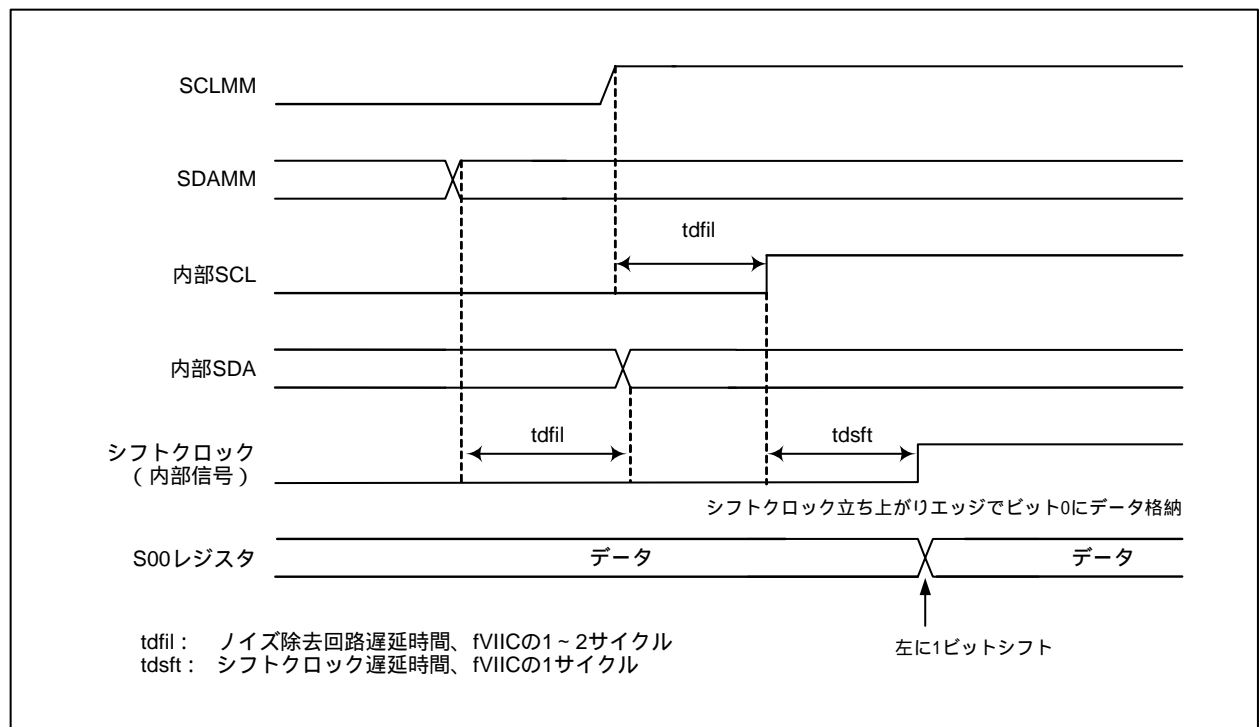 SCLMM
SDAMM
tdfil
内部SCL
内部SDA
tdfil
tdsft
シフトクロック
(内部信号)
シフトクロック立ち上がりエッジでビット0にデータ格納
S00レジスタ
データ
データ
tdfil : ノイズ除去回路遅延時間、fVIICの1~2サイクル
tdsft : シフトクロック遅延時間、fVIICの1サイクル
左に1ビットシフト